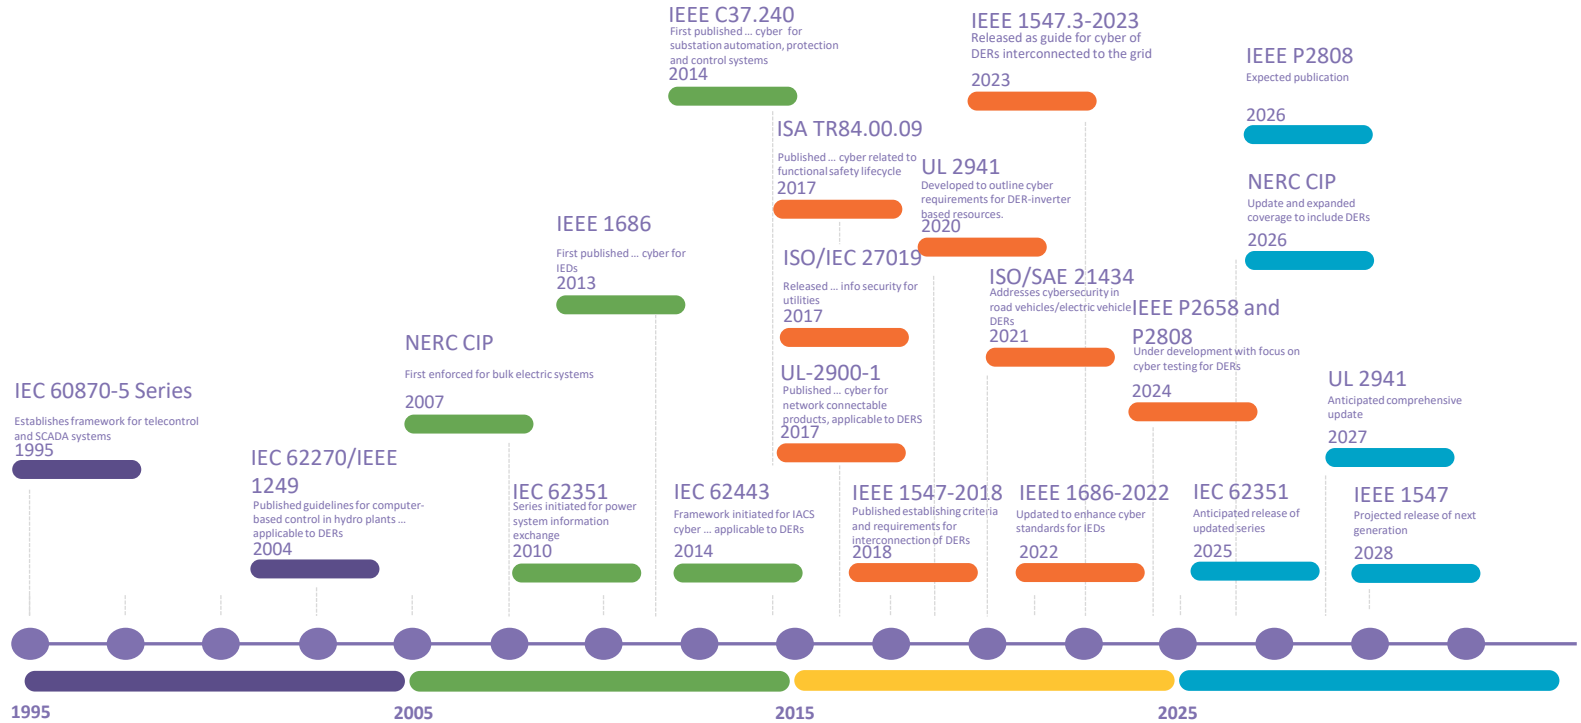 IEC 60870-5 Series
Establishes framework for telecontrol
and SCADA systems
1995
IEC 62270/IEEE
1249
Published guidelines for computer-
based control in hydro plants ...
applicable to DERs
2004
NERC CIP
First enforced for bulk electric systems
2007
IEC 62351
Series initiated for power
system information
exchange
2010
IEEE 1686
First published ... cyber for
IEDs
2013
IEEE C37.240
First published ... cyber for
substation automation, protection
and control systems
2014
IEC 62443
Framework initiated for IACS
cyber ... applicable to DERs
2014
ISA TR84.00.09
Published ... cyber related to
functional safety lifecycle
2017
ISO/IEC 27019
Released ... info security for
utilities
2017
UL-2900-1
Published ... cyber for
network connectable
products, applicable to DERS
2017
IEEE 1547-2018
Published establishing criteria
and requirements for
interconnection of DERs
2018
UL 2941
Developed to outline cyber
requirements for DER-inverter
based resources.
2020
ISO/SAE 21434
Addresses cybersecurity in
road vehicles/electric vehicle
DERs
2021
IEEE 1686-2022
Updated to enhance cyber
standards for IEDs
2022
IEEE 1547.3-2023
Released as guide for cyber of
DERs interconnected to the grid
2023
IEEE P2658 and
P2808
Under development with focus on
cyber testing for DERs
2024
IEC 62351
Anticipated release of
updated series
2025
IEEE P2808
Expected publication
2026
NERC CIP
Update and expanded
coverage to include DERs
2026
UL 2941
Anticipated comprehensive
update
2027
IEEE 1547
Projected release of next
generation
2028
1995
2005
2015
2025